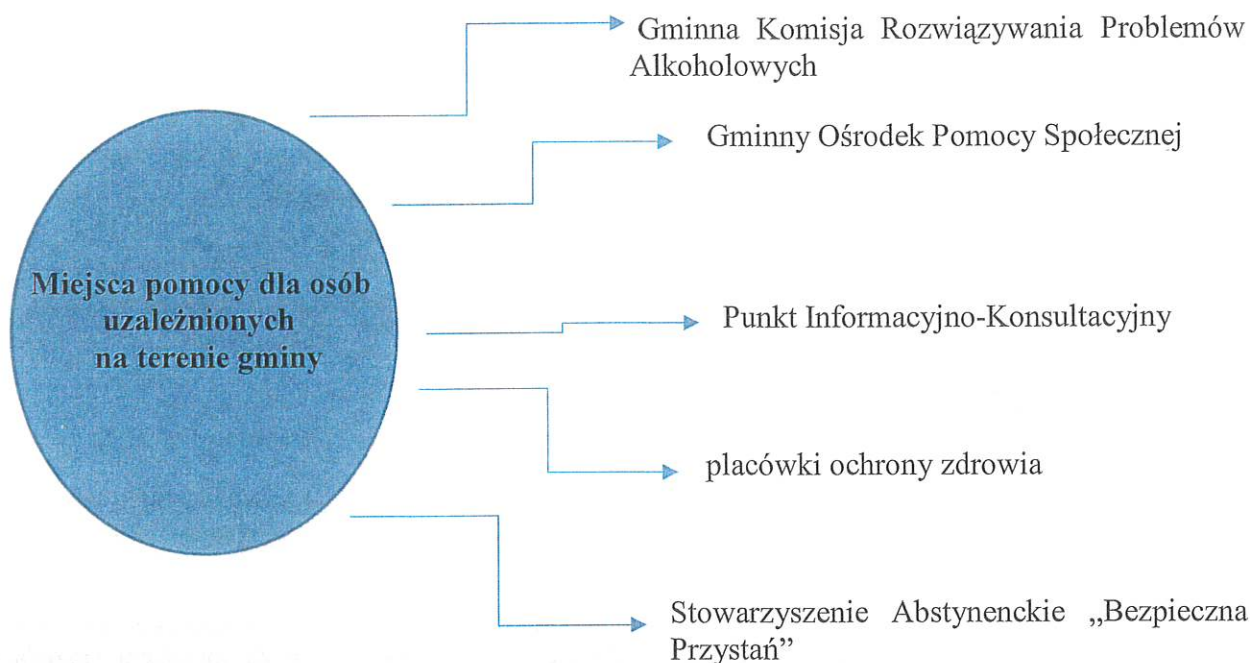 Gminna Komisja Rozwiązywania Problemów
Alkoholowych
Gminny Ośrodek Pomocy Społecznej
Miejsca pomocy dla osób
uzależnionych
na terenie gminy
Punkt Informacyjno-Konsultacyjny
placówki ochrony zdrowia
Stowarzyszenie Abstynenckie „Bezpieczna
Przystań”